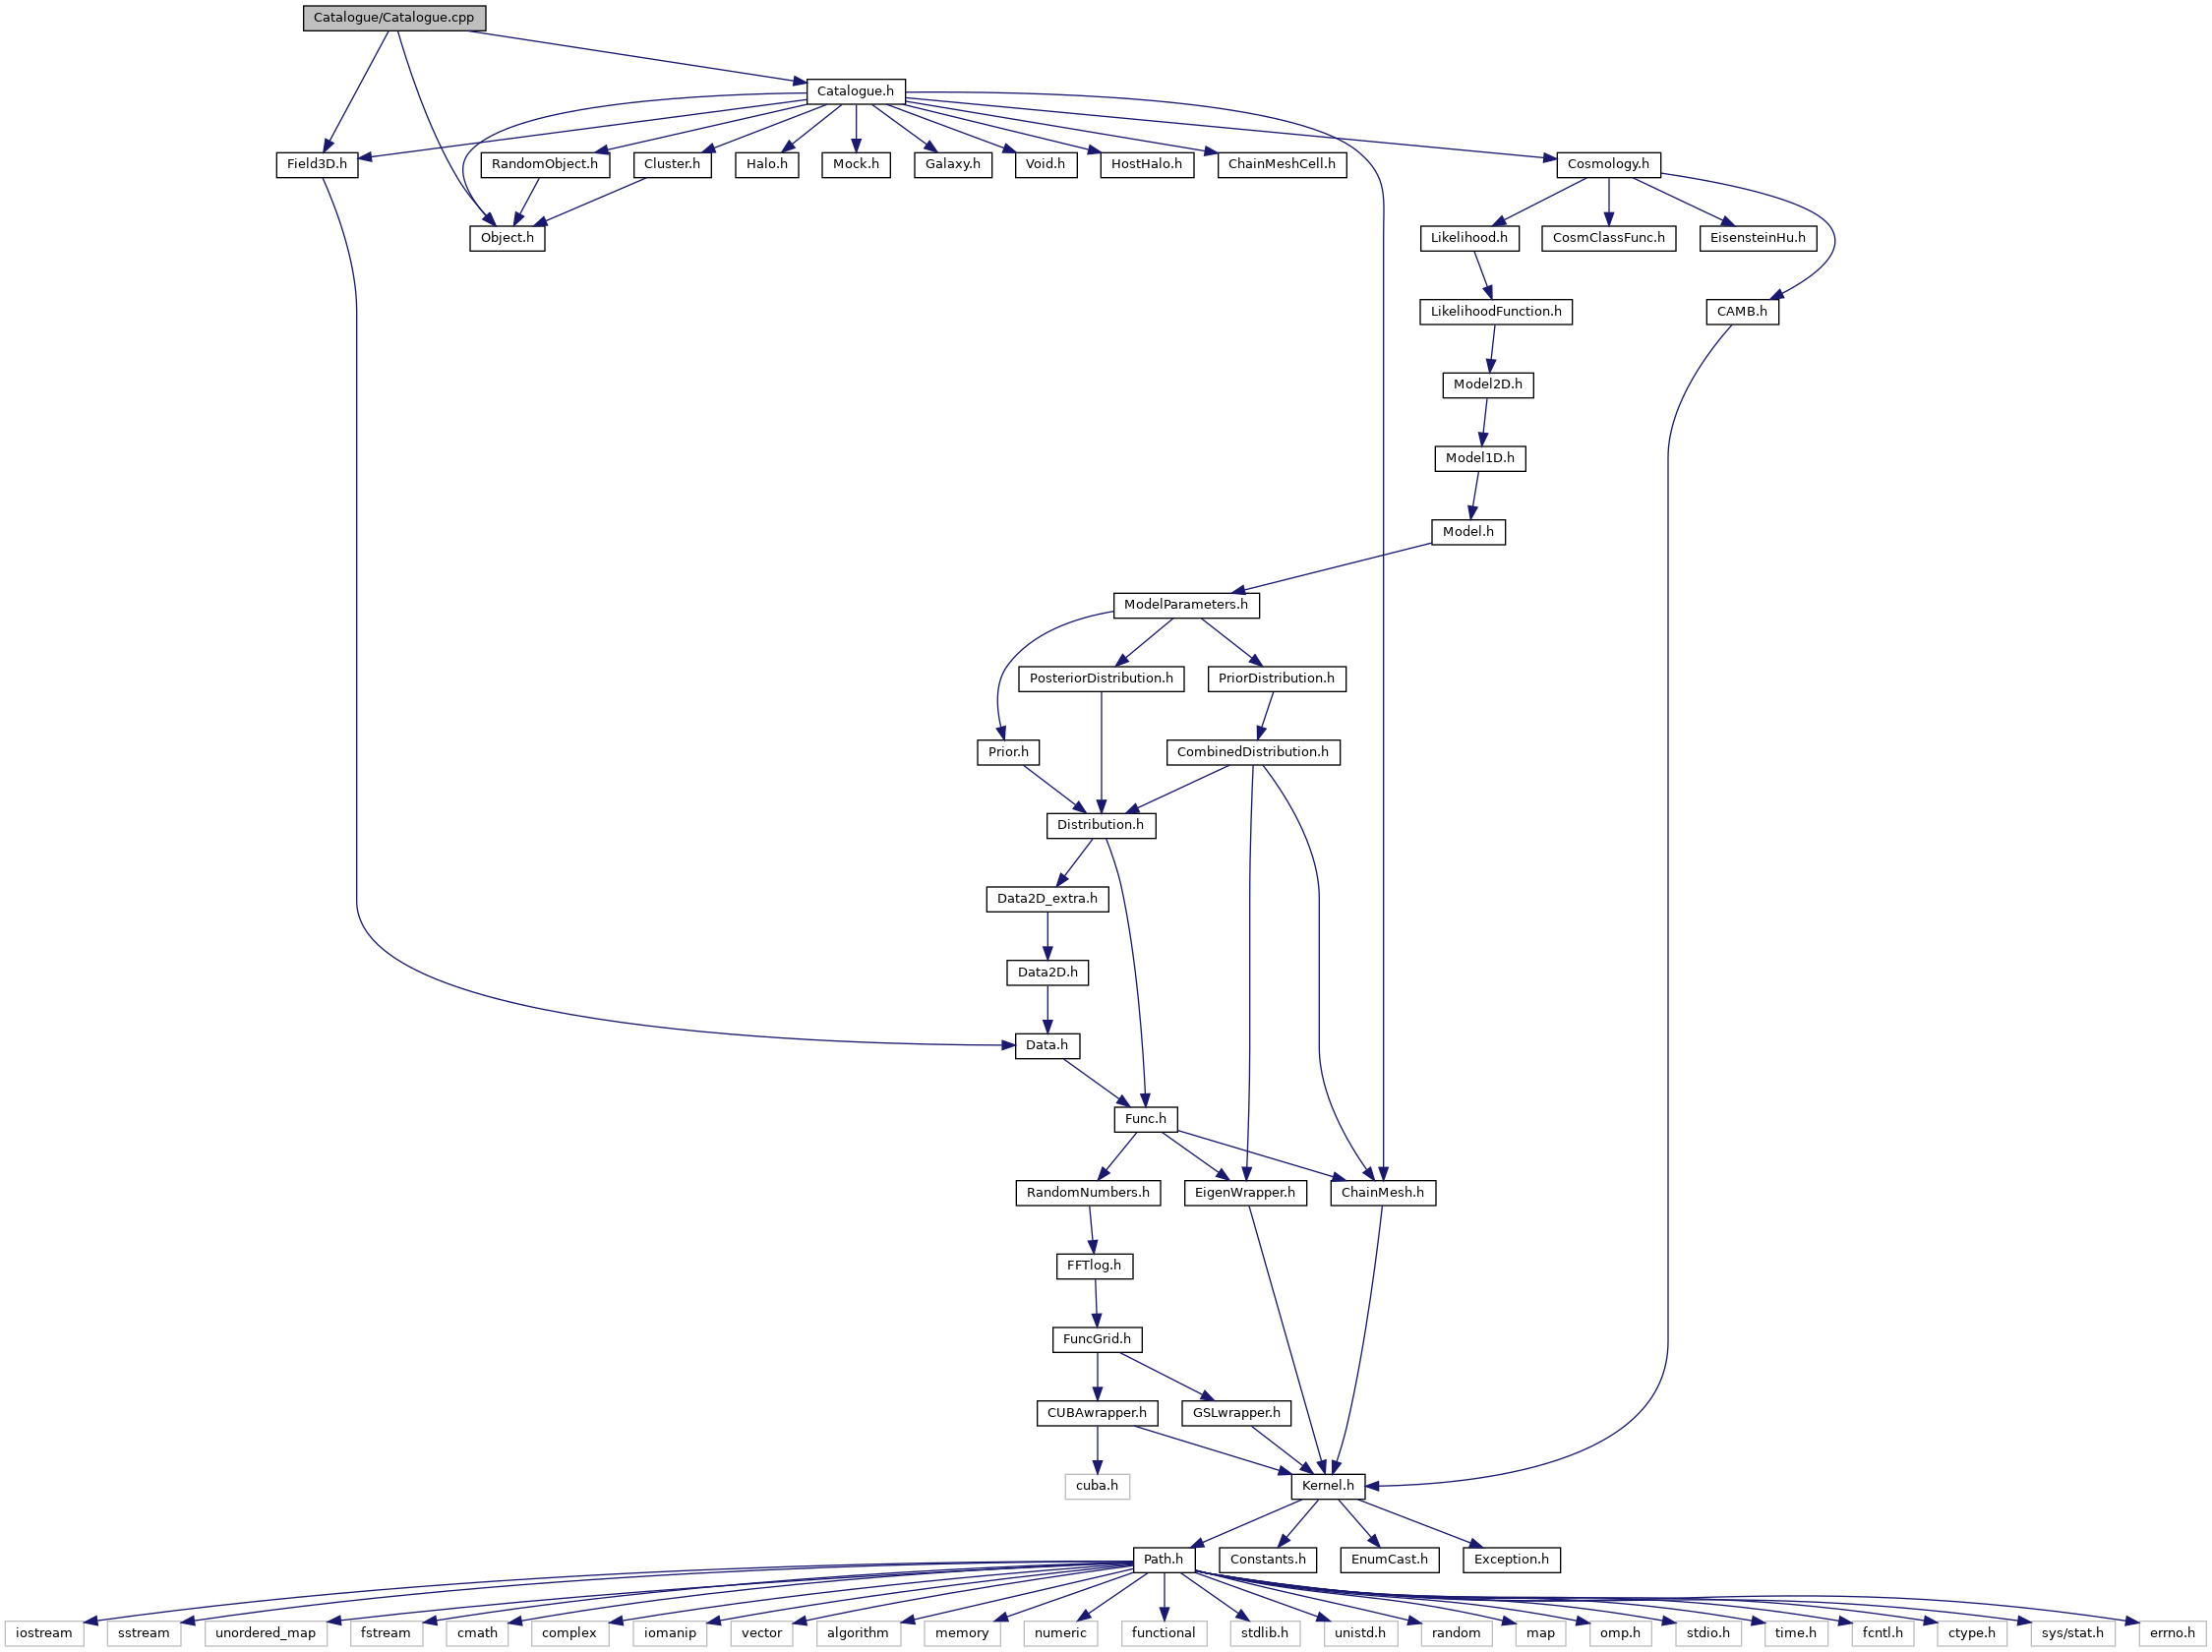 Catalogue/Catalogue.cpp
Catalogue.h
Field3D.h
RandomObject.h
Cluster.h
Halo.h
Mock.h
Galaxy.h
Void.h
HostHalo.h
ChainMeshCell.h
Cosmology.h
Object.h
Likelihood.h
CosmClassFunc.h
EisensteinHu.h
LikelihoodFunction.h
CAMB.h
Model2D.h
Model1D.h
Model.h
ModelParameters.h
PosteriorDistribution.h
PriorDistribution.h
Prior.h
CombinedDistribution.h
Distribution.h
Data2D_extra.h
Data2D.h
Data.h
Func.h
RandomNumbers.h
EigenWrapper.h
ChainMesh.h
FFTlog.h
FuncGrid.h
CUBAwrapper.h
GSLwrapper.h
cuba.h
Kernel.h
Path.h
Constants.h
EnumCast.h
Exception.h
iostream
sstream
unordered_map
fstream
cmath
complex
iomanip
vector
algorithm
memory
numeric
functional
stdlib.h
unistd.h
random
map
omp.h
stdio.h
time.h
fcntl.h
ctype.h
sys/stat.h
errno.h